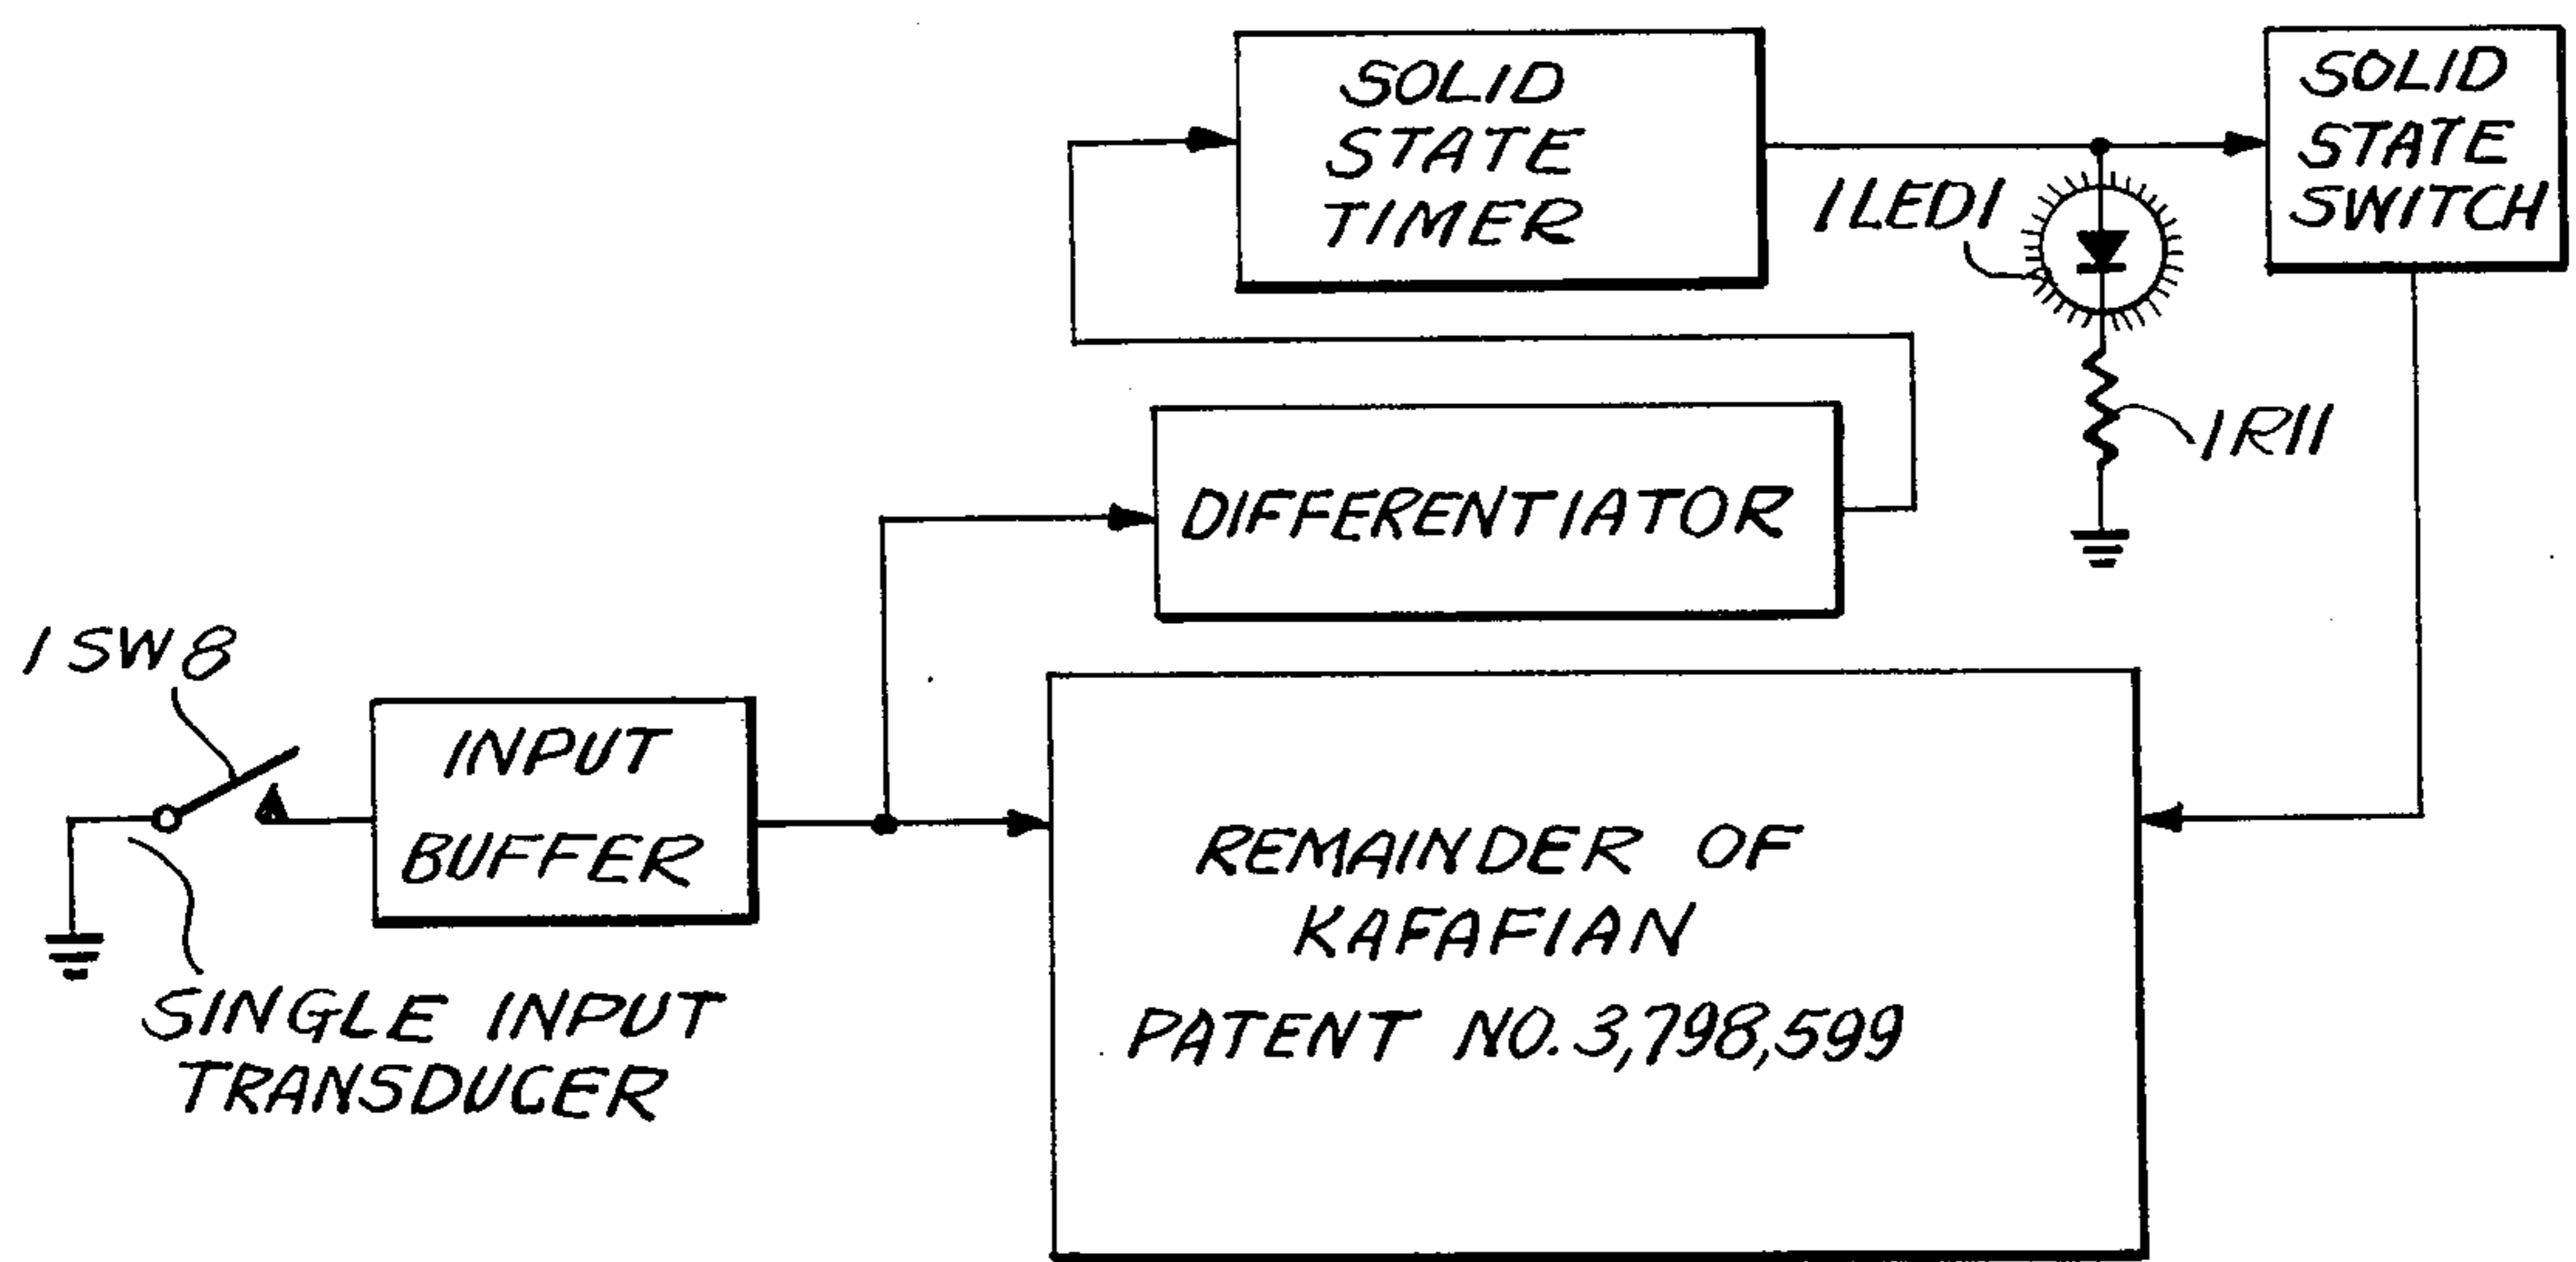 SOLID
STATE
TIMER
SOLID
STATE
SWITCH
1LED1
1R11
DIFFERENTIATOR
1SW8
INPUT
BUFFER
SINGLE INPUT
TRANSDUCER
REMAINDER OF
KAFAFIAN
PATENT NO. 3,798,599